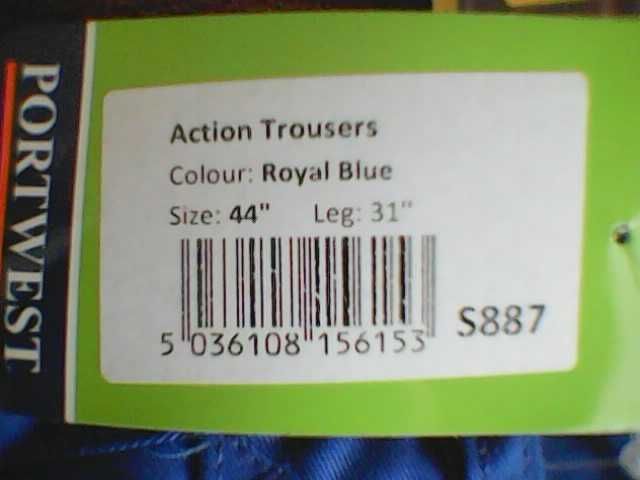 PORTWEST
Action Trousers
Colour: Royal Blue
Size: 44" Leg: 31"
S887
5 036108 156153